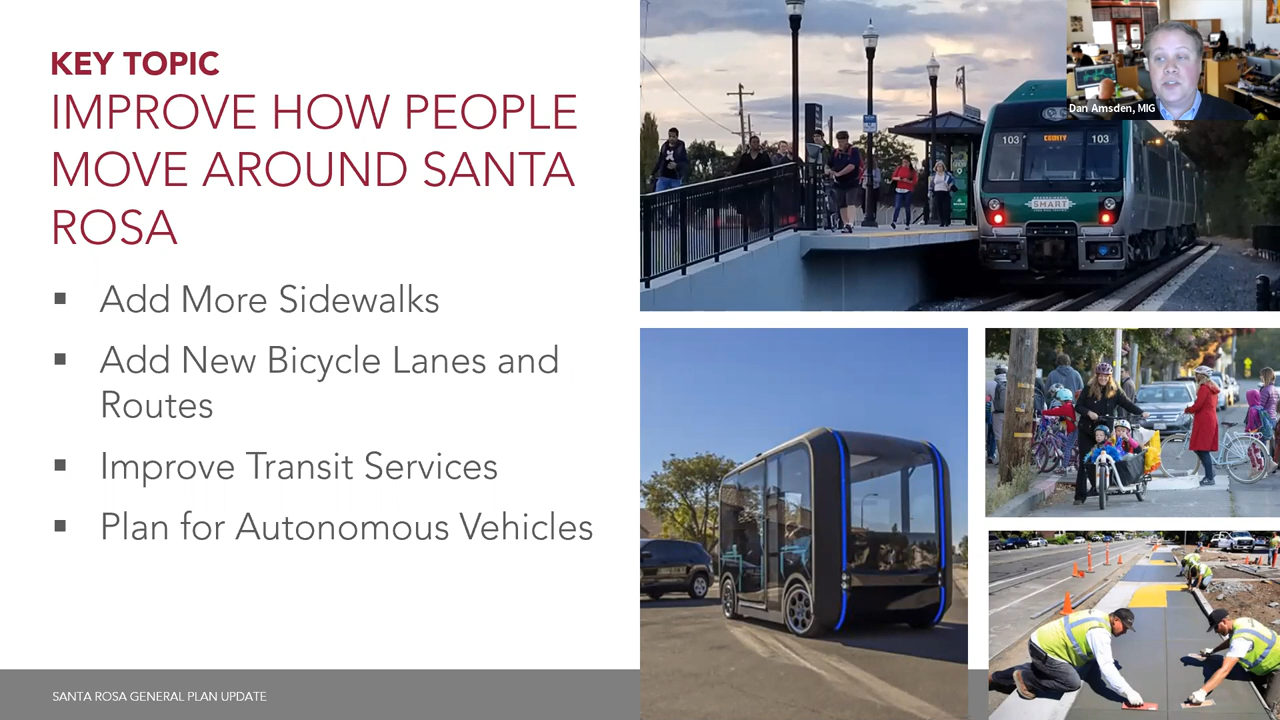 KEY TOPIC
IMPROVE HOW PEOPLE
MOVE AROUND SANTA
ROSA
▪ Add More Sidewalks
▪ Add New Bicycle Lanes and
Routes
▪ Improve Transit Services
▪ Plan for Autonomous Vehicles
SANTA ROSA GENERAL PLAN UPDATE
Dan Amsden, MIG
103
COUNTY
103
SMART